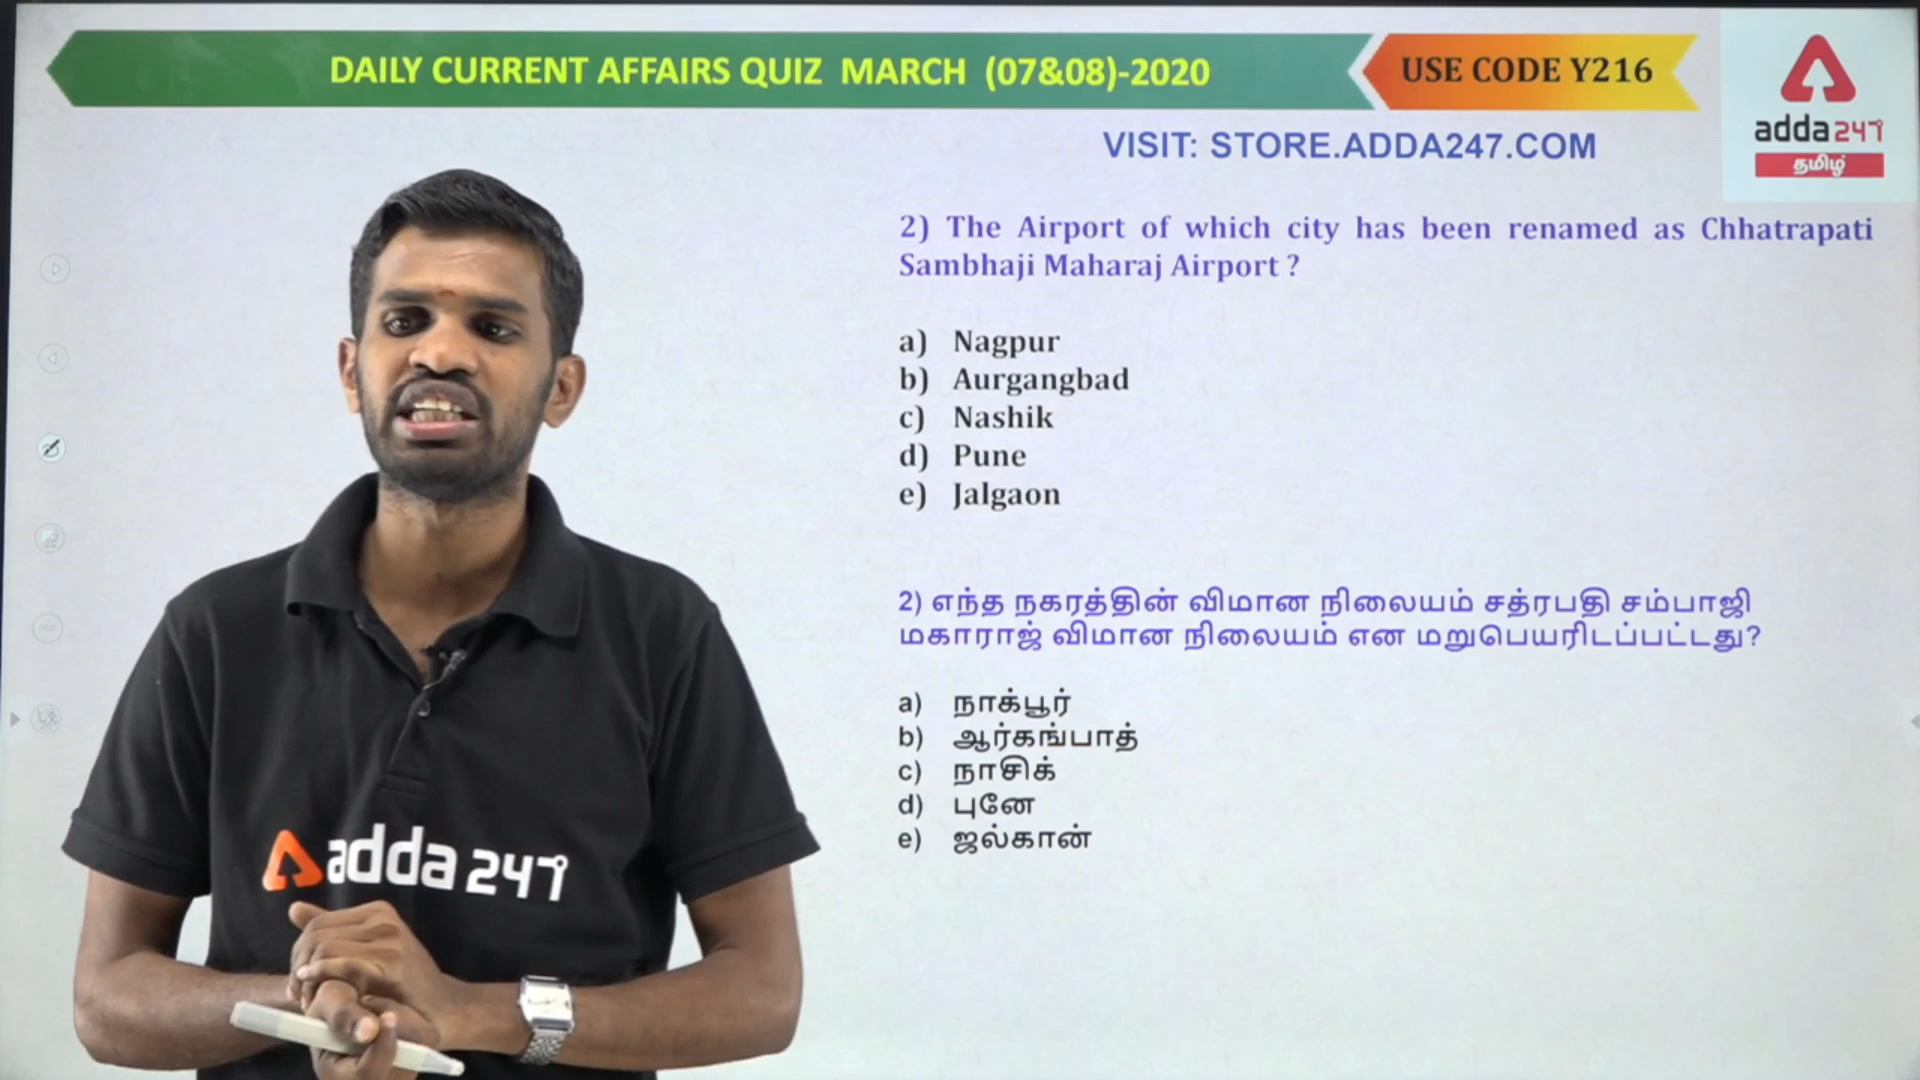 DAILY CURRENT AFFAIRS QUIZ MARCH (07&08)-2020
USE CODE Y216
VISIT: STORE.ADDA247.COM
adda247
தமிழ்
2) The Airport of which city has been renamed as Chhatrapati
Sambhaji Maharaj Airport ?
a) Nagpur
b) Aurgangbad
c) Nashik
d) Pune
e) Jalgaon
2) எந்த நகரத்தின் விமான நிலையம் சத்ரபதி சம்பாஜி
மகாராஜ் விமான நிலையம் என மறுபெயரிடப்பட்டது?
a) நாக்பூர்
b) ஆர்கங்பாத்
c) நாசிக்
d) புனே
e) ஜல்கான்
adda 247